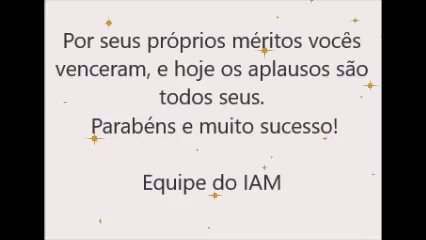 Por seus próprios méritos vocês
venceram, e hoje os aplausos são
todos seus.
Parabéns e muito sucesso!
Equipe do IAM